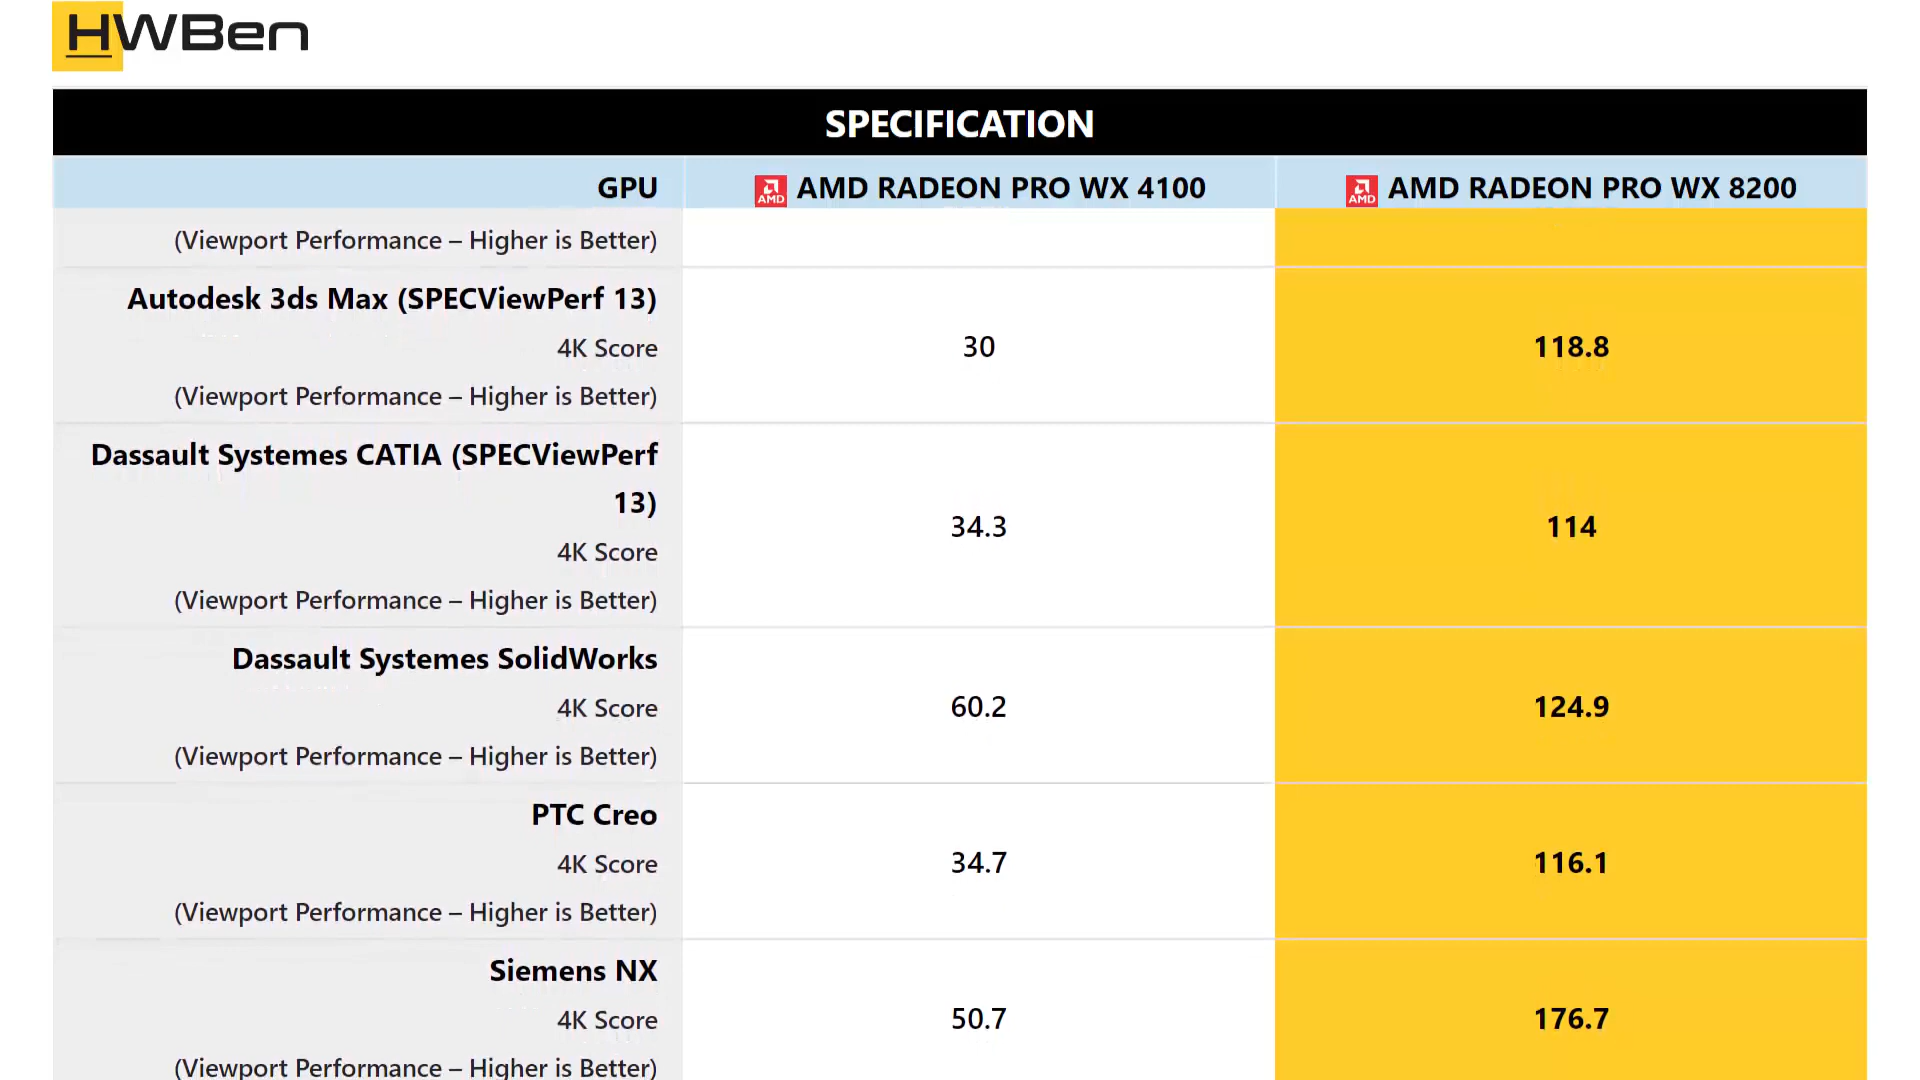 HWBen
SPECIFICATION
GPU
AMD
AMD RADEON PRO WX 4100
AMD
AMD RADEON PRO WX 8200
(Viewport Performance – Higher is Better)
Autodesk 3ds Max (SPECViewPerf 13)
4K Score
(Viewport Performance – Higher is Better)
30
118.8
Dassault Systemes CATIA (SPECViewPerf
13)
4K Score
(Viewport Performance – Higher is Better)
34.3
114
Dassault Systemes SolidWorks
4K Score
(Viewport Performance – Higher is Better)
60.2
124.9
PTC Creo
4K Score
(Viewport Performance – Higher is Better)
34.7
116.1
Siemens NX
4K Score
(Viewport Performance – Higher is Better)
50.7
176.7